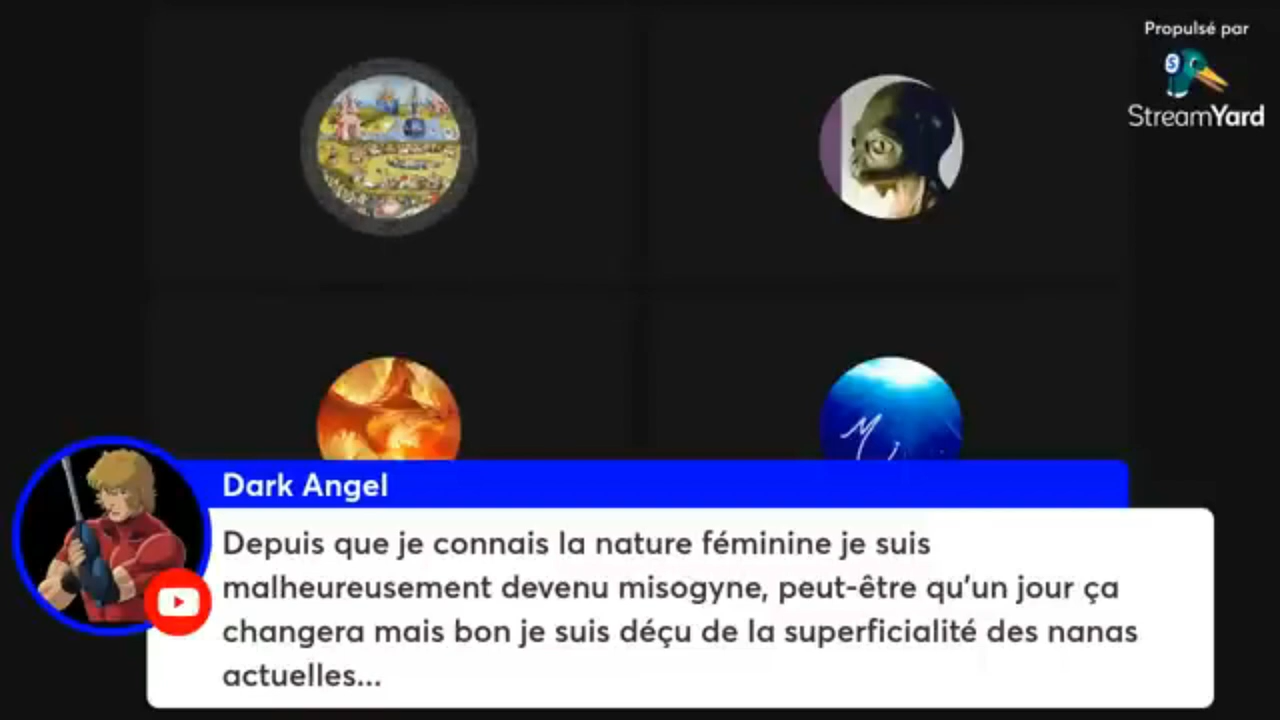 Propulsé par
StreamYard
Dark Angel
Depuis que je connais la nature féminine je suis
malheureusement devenu misogyne, peut-être qu'un jour ça
changera mais bon je suis déçu de la superficialité des nanas
actuelles...